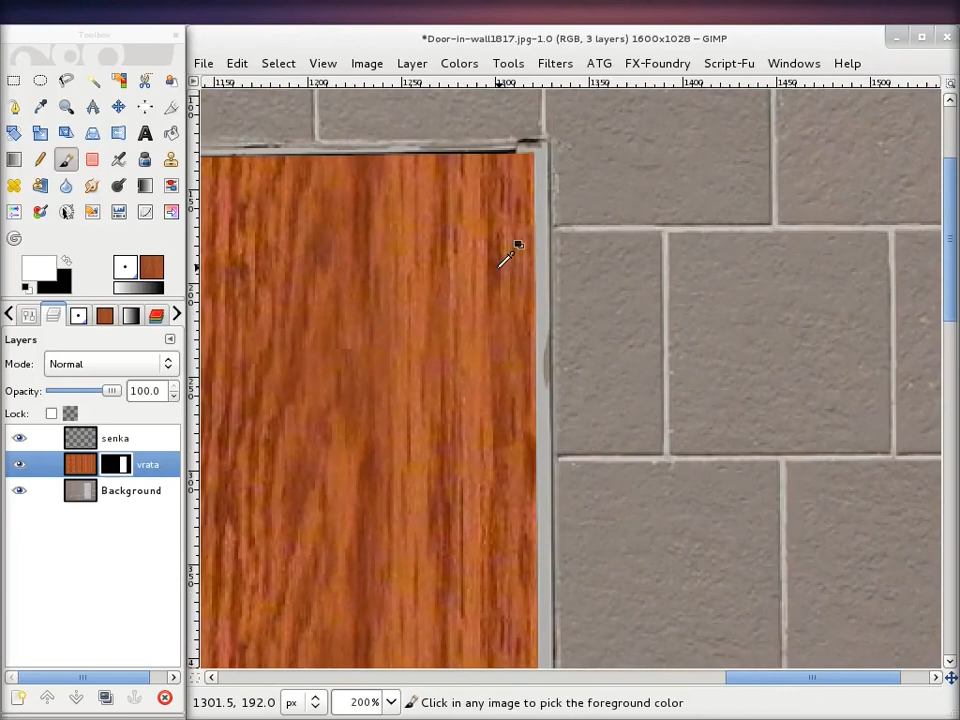 Toolbox
*Door-in-wall1817.jpg-1.0 (RGB, 3 layers) 1600x1028 – GIMP
File Edit Select View Image Layer Colors Tools Filters ATG FX-Foundry Script-Fu Windows Help
1150 1200 1250 1300 1350 1400 1450 1500
Layers
Mode: Normal
Opacity: 100.0
Lock:
senka
vrata
Background
1301.5, 192.0 px 200% Click in any image to pick the foreground color